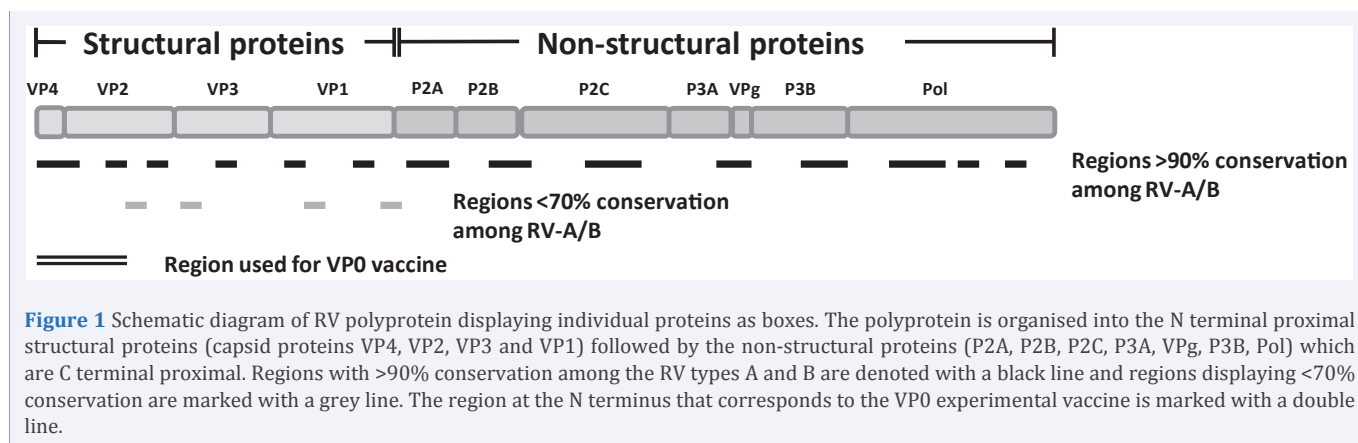 Structural proteins Non-structural proteins
VP4 VP2 VP3 VP1 P2A P2B P2C P3A VPg P3B Pol
Regions >90% conservation
among RV-A/B
Regions <70% conservation
among RV-A/B
Region used for VP0 vaccine
Figure 1 Schematic diagram of RV polyprotein displaying individual proteins as boxes. The polyprotein is organised into the N terminal proximal
structural proteins (capsid proteins VP4, VP2, VP3 and VP1) followed by the non-structural proteins (P2A, P2B, P2C, P3A, VPg, P3B, Pol) which
are C terminal proximal. Regions with >90% conservation among the RV types A and B are denoted with a black line and regions displaying <70%
conservation are marked with a grey line. The region at the N terminus that corresponds to the VP0 experimental vaccine is marked with a double
line.